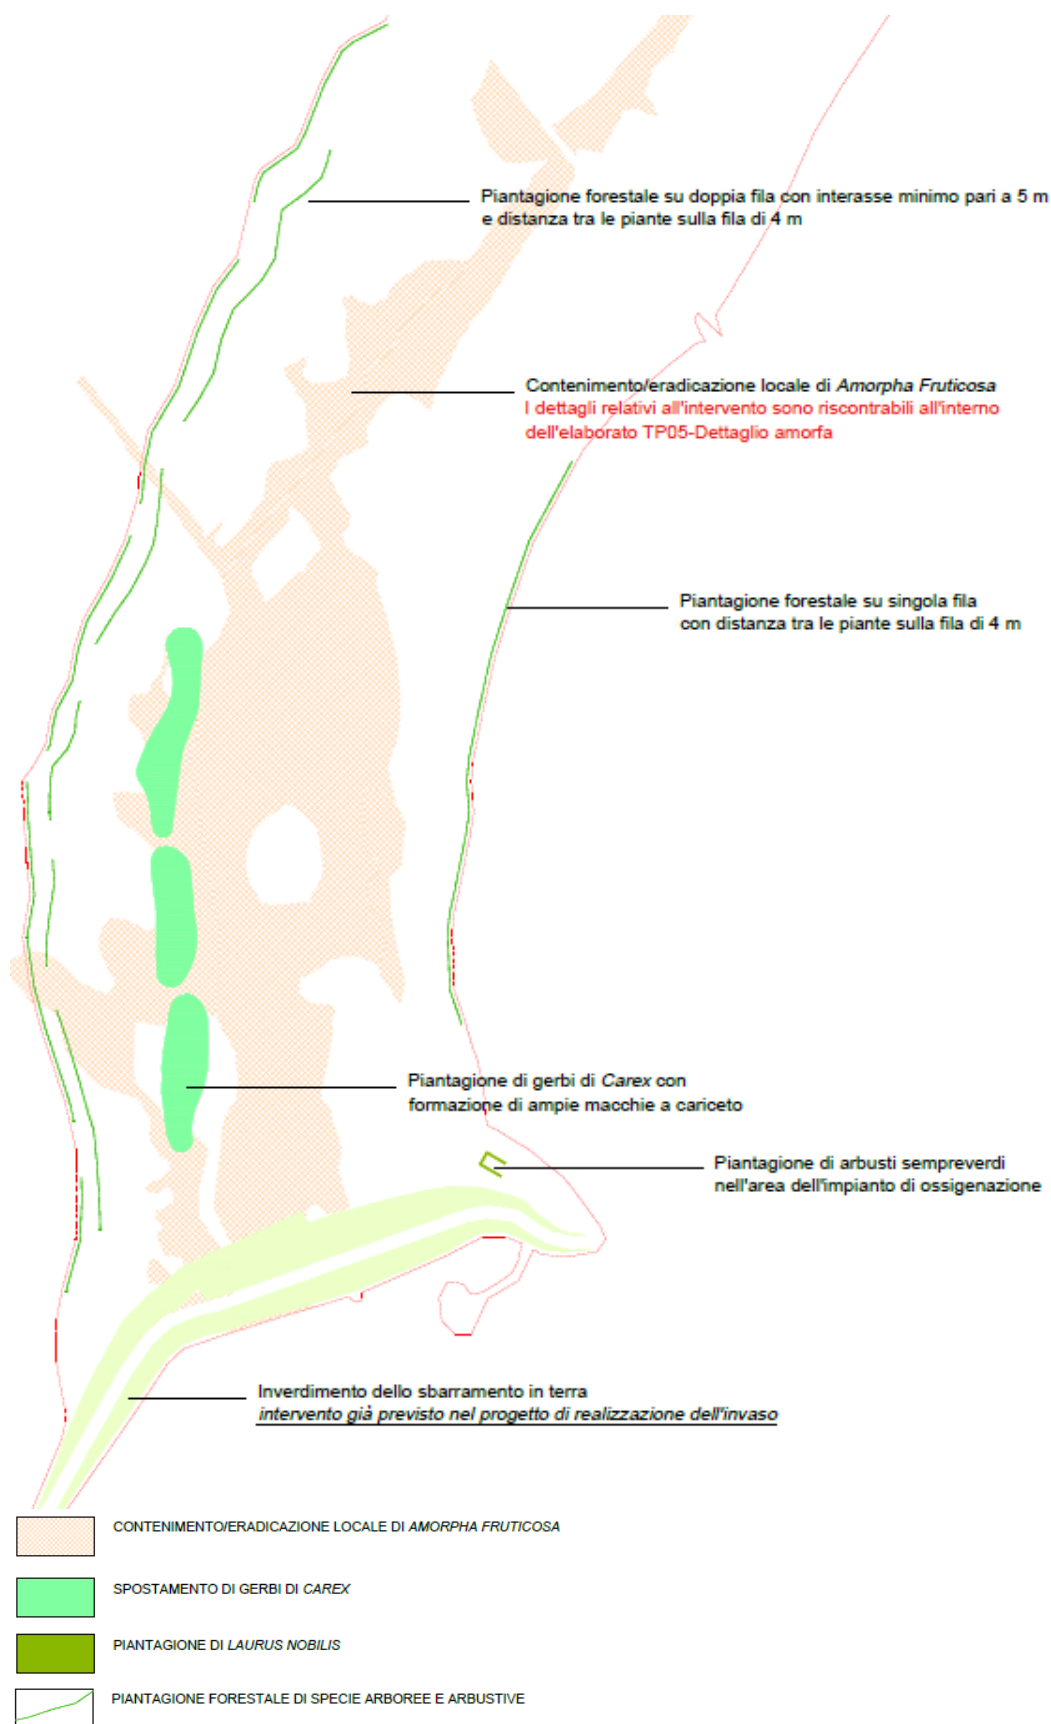 Piantagione forestale su doppia fila con interasse minimo pari a 5 m
e distanza tra le piante sulla fila di 4 m
Contenimento/eradicazione locale di Amorpha Fruticosa
I dettagli relativi all'intervento sono riscontrabili all'interno
dell'elaborato TP05-Dettaglio amorfa
Piantagione forestale su singola fila
con distanza tra le piante sulla fila di 4 m
Piantagione di gerbi di Carex con
formazione di ampie macchie a cariceto
Piantagione di arbusti sempreverdi
nell'area dell'impianto di ossigenazione
Inverdimento dello sbarramento in terra
intervento già previsto nel progetto di realizzazione dell'invaso
CONTENIMENTO/ERADICAZIONE LOCALE DI AMORPHA FRUTICOSA
SPOSTAMENTO DI GERBI DI CAREX
PIANTAGIONE DI LAURUS NOBILIS
PIANTAGIONE FORESTALE DI SPECIE ARBOREE E ARBUSTIVE